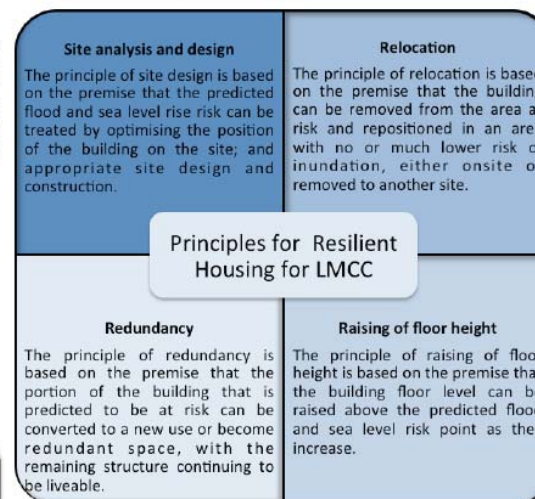 Site analysis and design
The principle of site design is based
on the premise that the predicted
flood and sea level rise risk can be
treated by optimising the position
of the building on the site; and
appropriate site design and
construction.
Relocation
The principle of relocation is base
on the premise that the building
can be removed from the area a
risk and repositioned in an are
with no or much lower risk o
inundation, either onsite o
removed to another site.
Principles for Resilient
Housing for LMCC
Redundancy
The principle of redundancy is
based on the premise that the
portion of the building that is
predicted to be at risk can be
converted to a new use or become
redundant space, with the
remaining structure continuing to
be liveable.
Raising of floor height
The principle of raising of floo
height is based on the premise tha
the building floor level can b
raised above the predicted floo
and sea level risk point as the
increase.